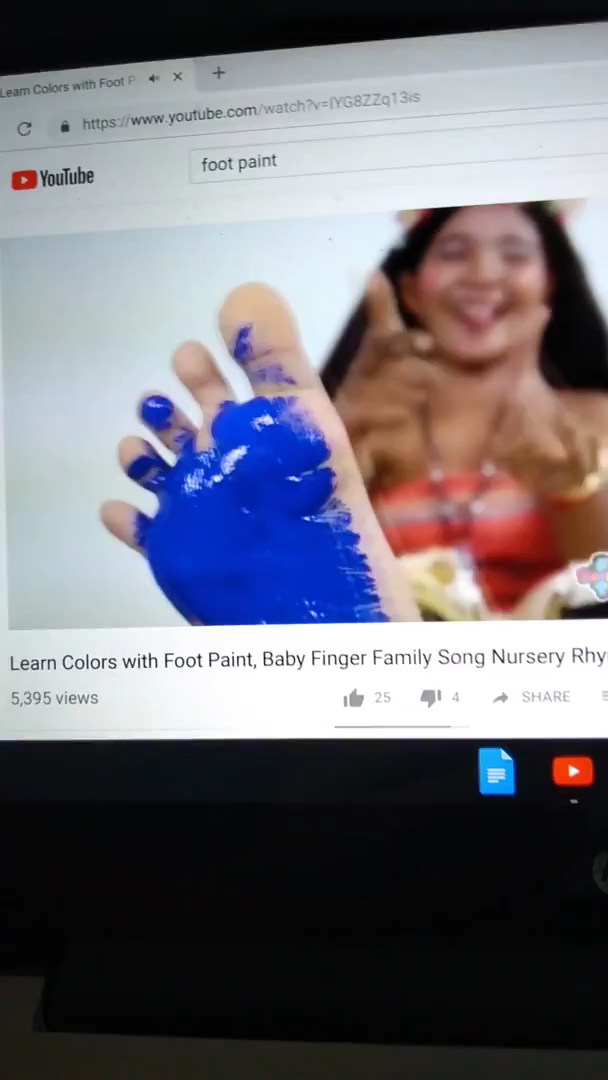 Learn Colors with Foot P
https://www.youtube.com/watch?v=lYG8ZZq13is
YouTube
foot paint
Learn Colors with Foot Paint, Baby Finger Family Song Nursery Rhy
5,395 views
25
4
SHARE